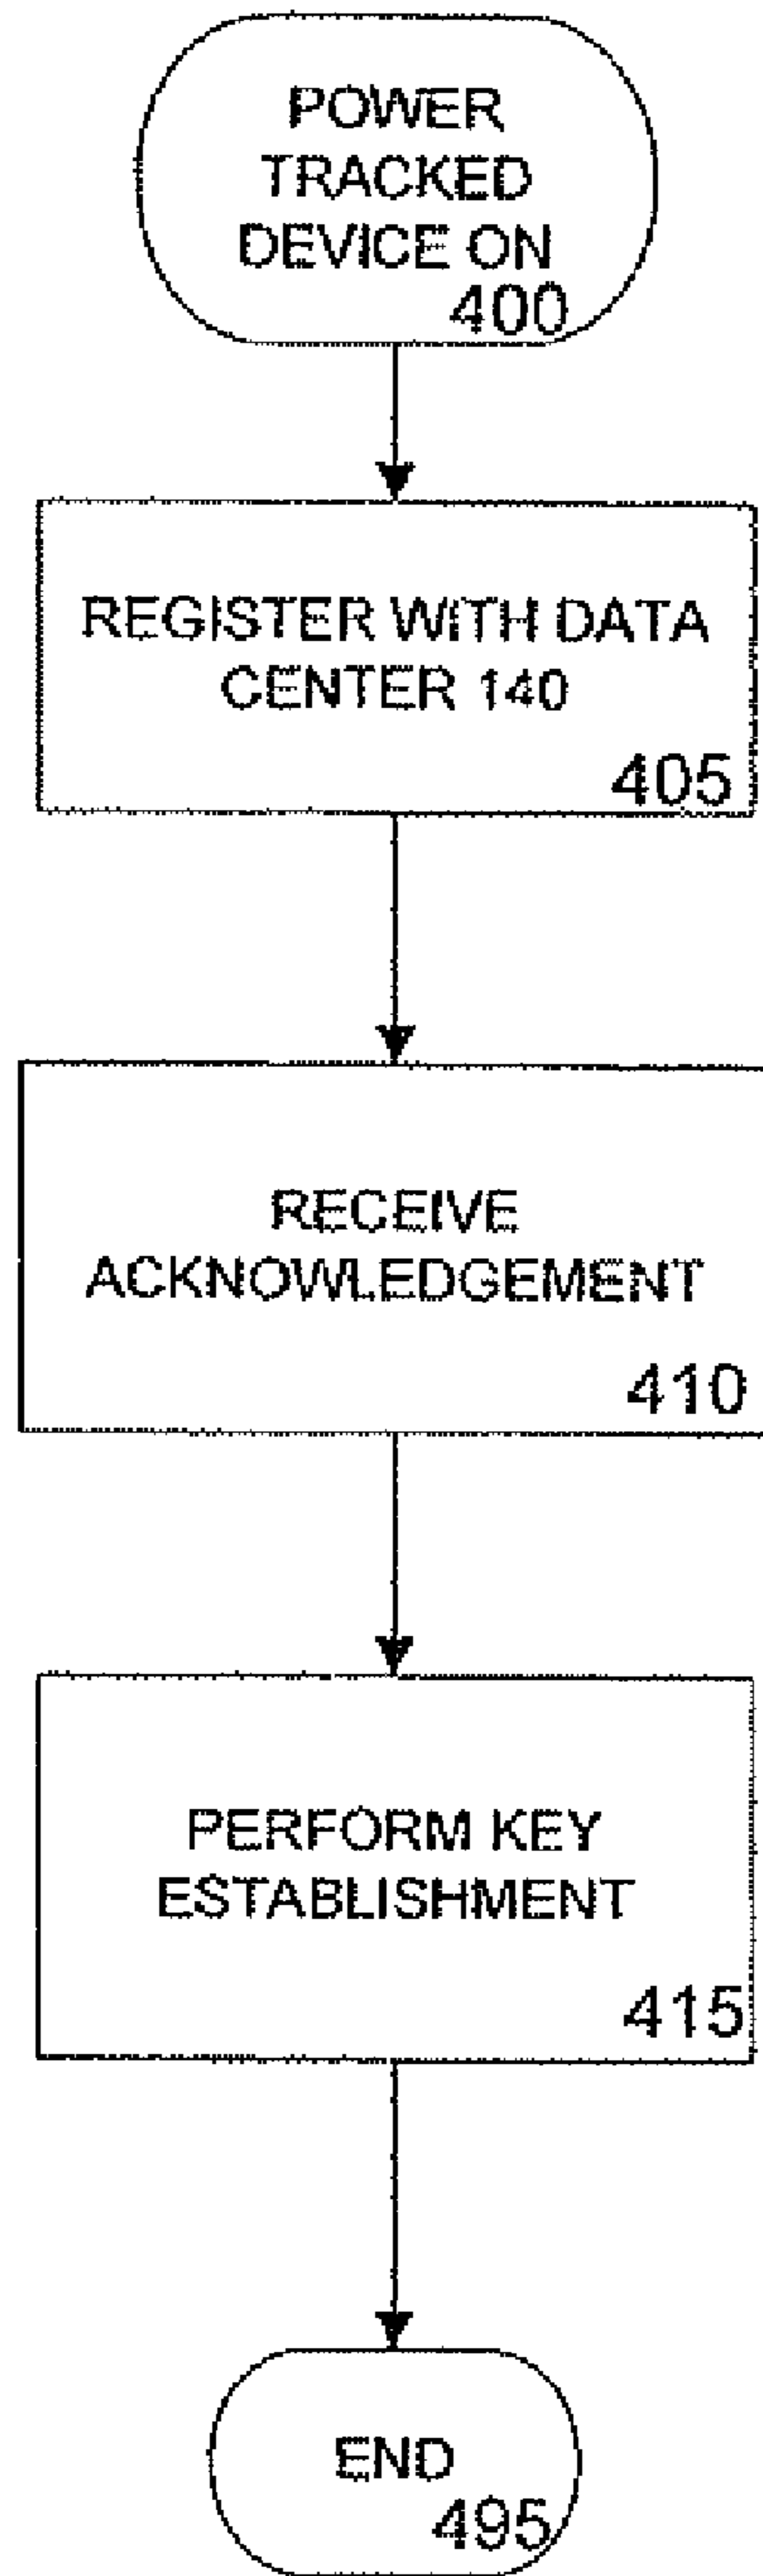 POWER
TRACKED
DEVICE ON
400
REGISTER WITH DATA
CENTER 140
405
RECEIVE
ACKNOWLEDGEMENT
410
PERFORM KEY
ESTABLISHMENT
415
END
495